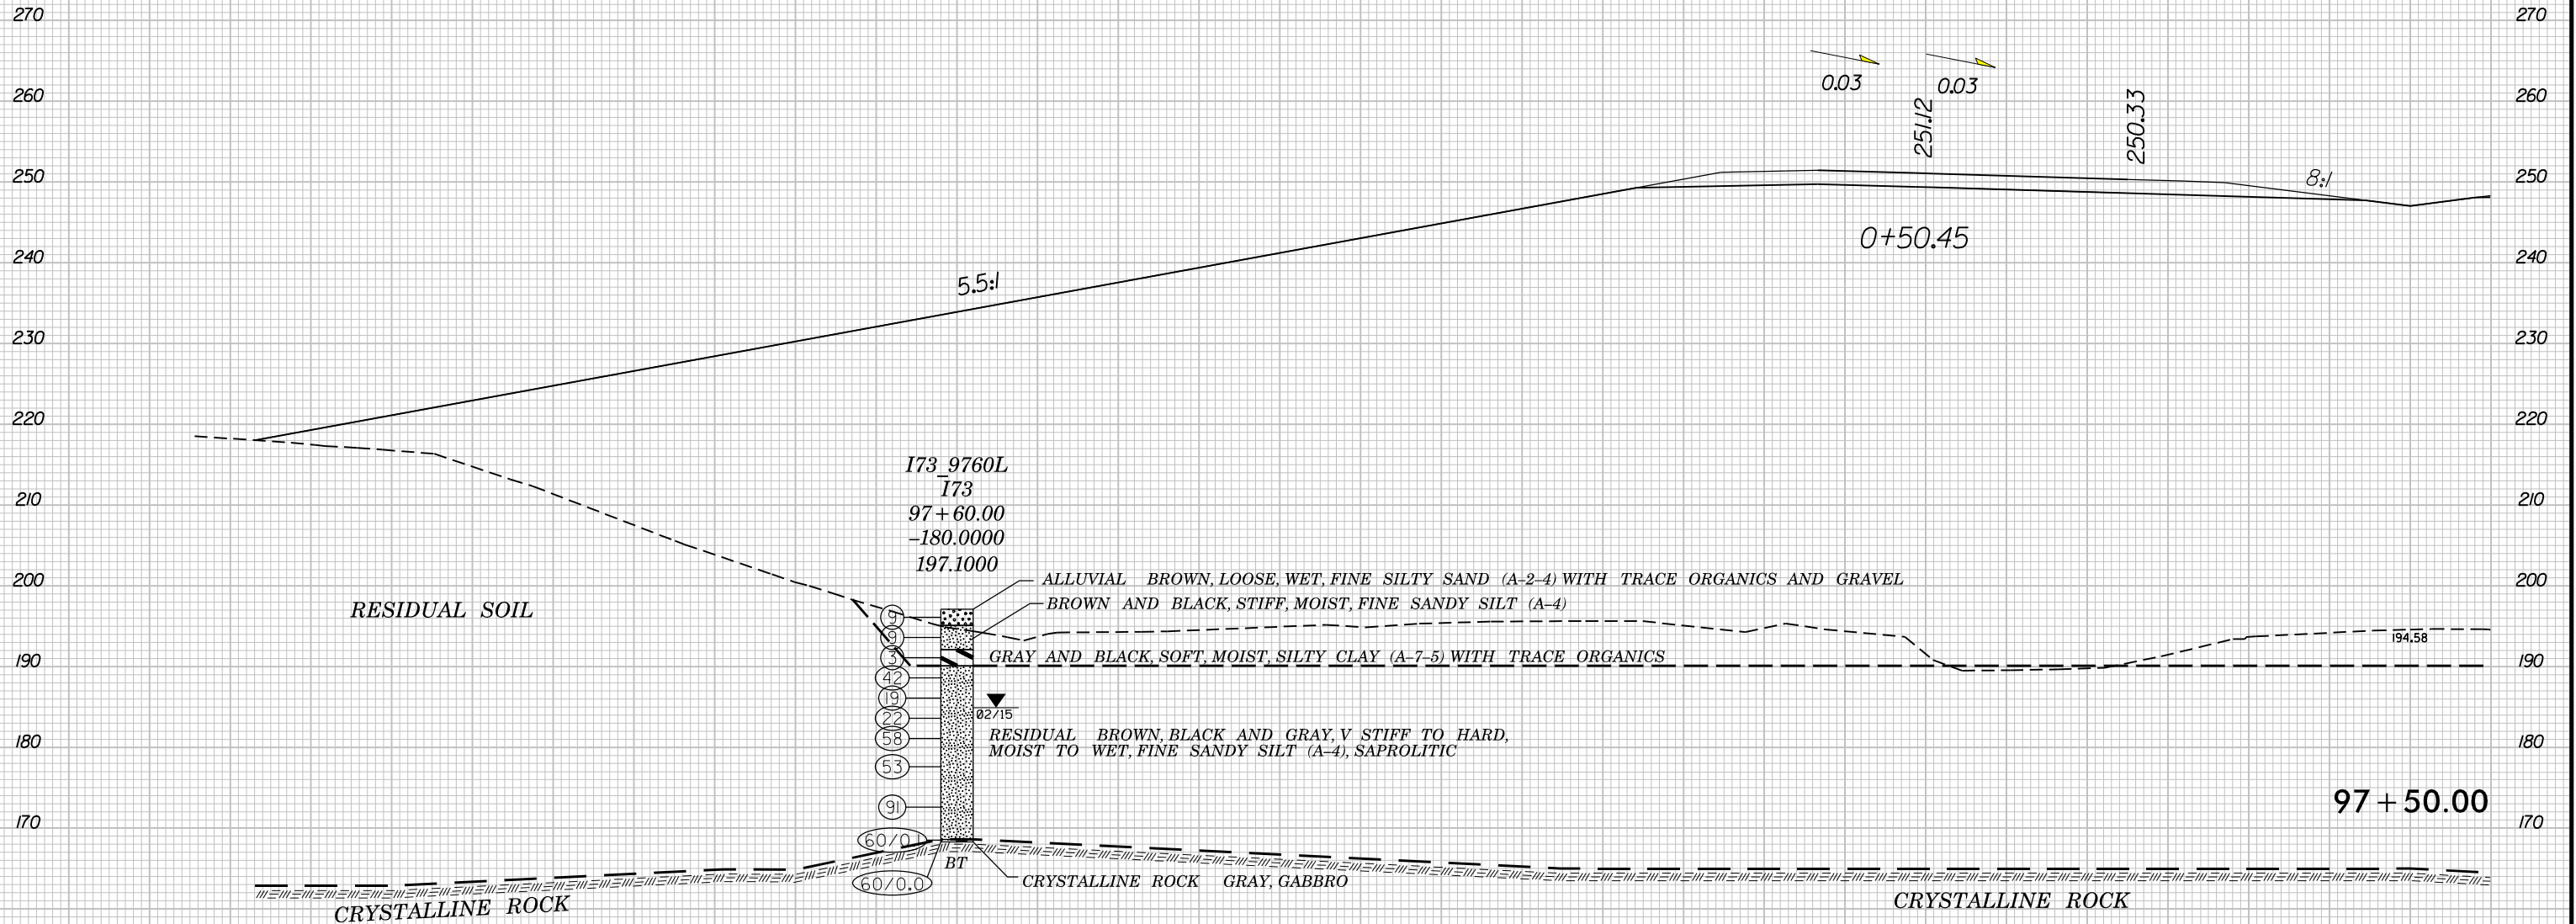 270 270
0.03 0.03
260 260
251.12 250.33
250 250
8:1
0+50.45
240 240
5.5:1
230 230
220 220
I73_9760L
I73
97+60.00
-180.0000
197.1000
210 210
200 200
ALLUVIAL BROWN, LOOSE, WET, FINE SILTY SAND (A-2-4) WITH TRACE ORGANICS AND GRAVEL
BROWN AND BLACK, STIFF, MOIST, FINE SANDY SILT (A-4)
RESIDUAL SOIL
9
9
194.58
3
GRAY AND BLACK, SOFT, MOIST, SILTY CLAY (A-7-5) WITH TRACE ORGANICS
190 190
42
19
02/15
22
RESIDUAL BROWN, BLACK AND GRAY, V STIFF TO HARD,
MOIST TO WET, FINE SANDY SILT (A-4), SAPROLITIC
58
180 180
53
91
97+50.00
170 170
BT
60/0.0
CRYSTALLINE ROCK GRAY, GABBRO
CRYSTALLINE ROCK
CRYSTALLINE ROCK